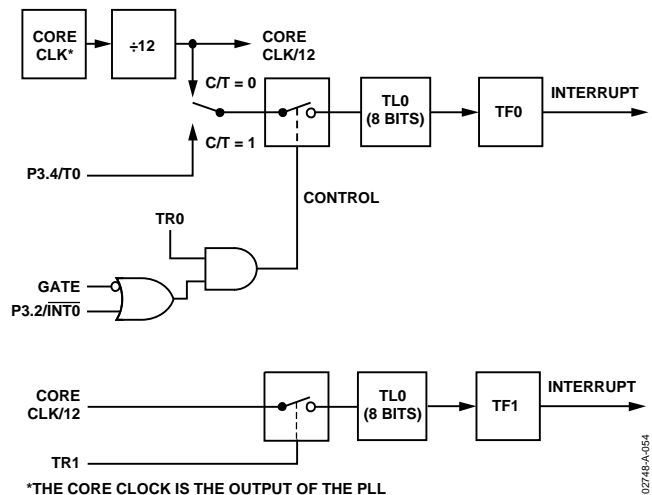 CORE
CLK*
÷12
CORE
CLK/12
C/T = 0
C/T = 1
TL0
(8 BITS)
TF0
INTERRUPT
P3.4/T0
CONTROL
TR0
GATE
P3.2/INT0
CORE
CLK/12
TL0
(8 BITS)
TF1
INTERRUPT
TR1
*THE CORE CLOCK IS THE OUTPUT OF THE PLL
02748-A-054